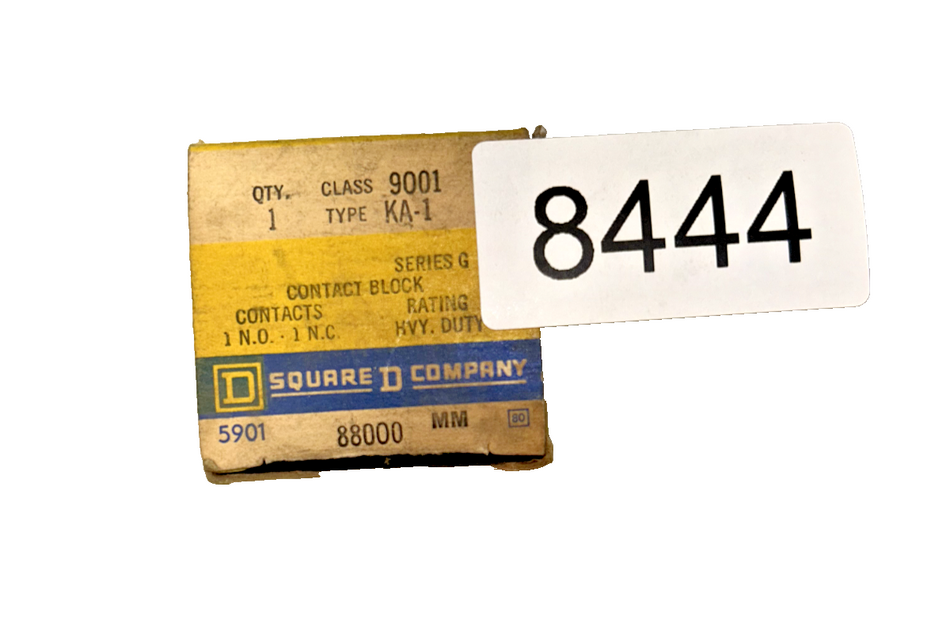 QTY. CLASS 9001
1 TYPE KA-1
SERIES G
CONTACT BLOCK
CONTACTS RATING
1 N.O. · 1 N.C. HVY. DUTY
D SQUARE D COMPANY
5901 88000 MM 80
8444